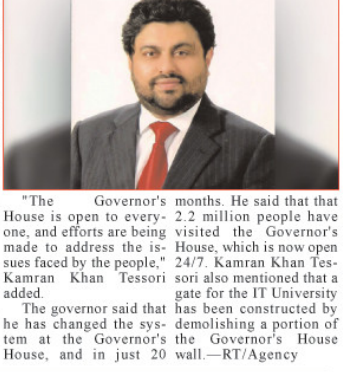 "The Governor's
House is open to every-
one, and efforts are being
made to address the is-
sues faced by the people,"
Kamran Khan Tessori
added.
The governor said that
he has changed the sys-
tem at the Governor's
House, and in just 20
months. He said that that
2.2 million people have
visited the Governor's
House, which is now open
24/7. Kamran Khan Tes-
sori also mentioned that a
gate for the IT University
has been constructed by
demolishing a portion of
the Governor's House
wall.—RT/Agency